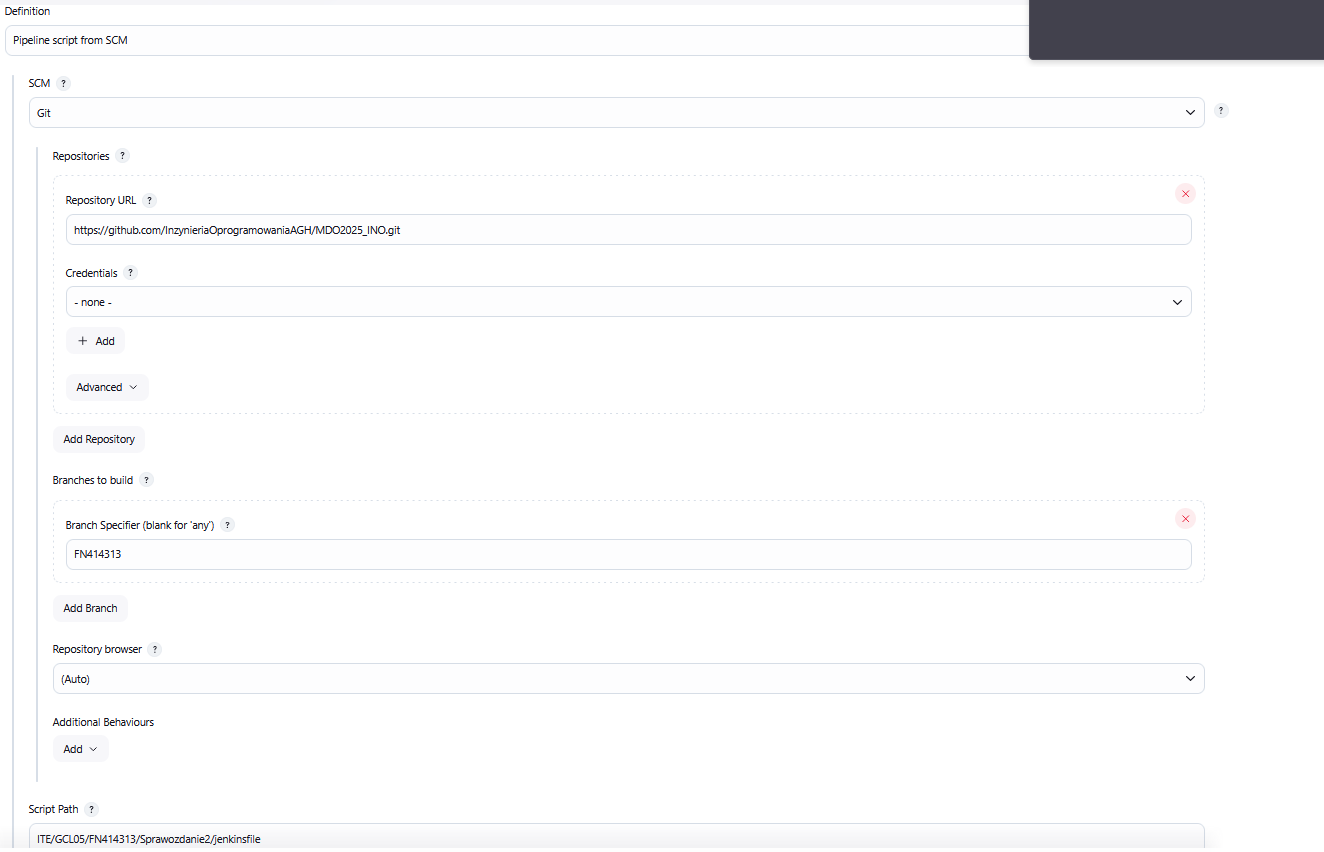 Definition
Pipeline script from SCM
SCM ?
Git
?
Repositories ?
Repository URL ?
https://github.com/InzynieriaOprogramowaniaAGH/MDO2025_INO.git
Credentials ?
- none -
+ Add
Advanced
Add Repository
Branches to build ?
Branch Specifier (blank for 'any') ?
FN414313
Add Branch
Repository browser ?
(Auto)
Additional Behaviours
Add
Script Path ?
ITE/GCL05/FN414313/Sprawozdanie2/jenkinsfile